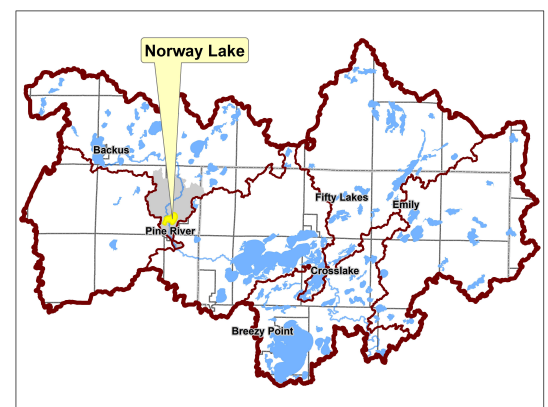 Norway Lake
Backus
Fifty Lakes
Emily
Pine River
Crosslake
Breezy Point